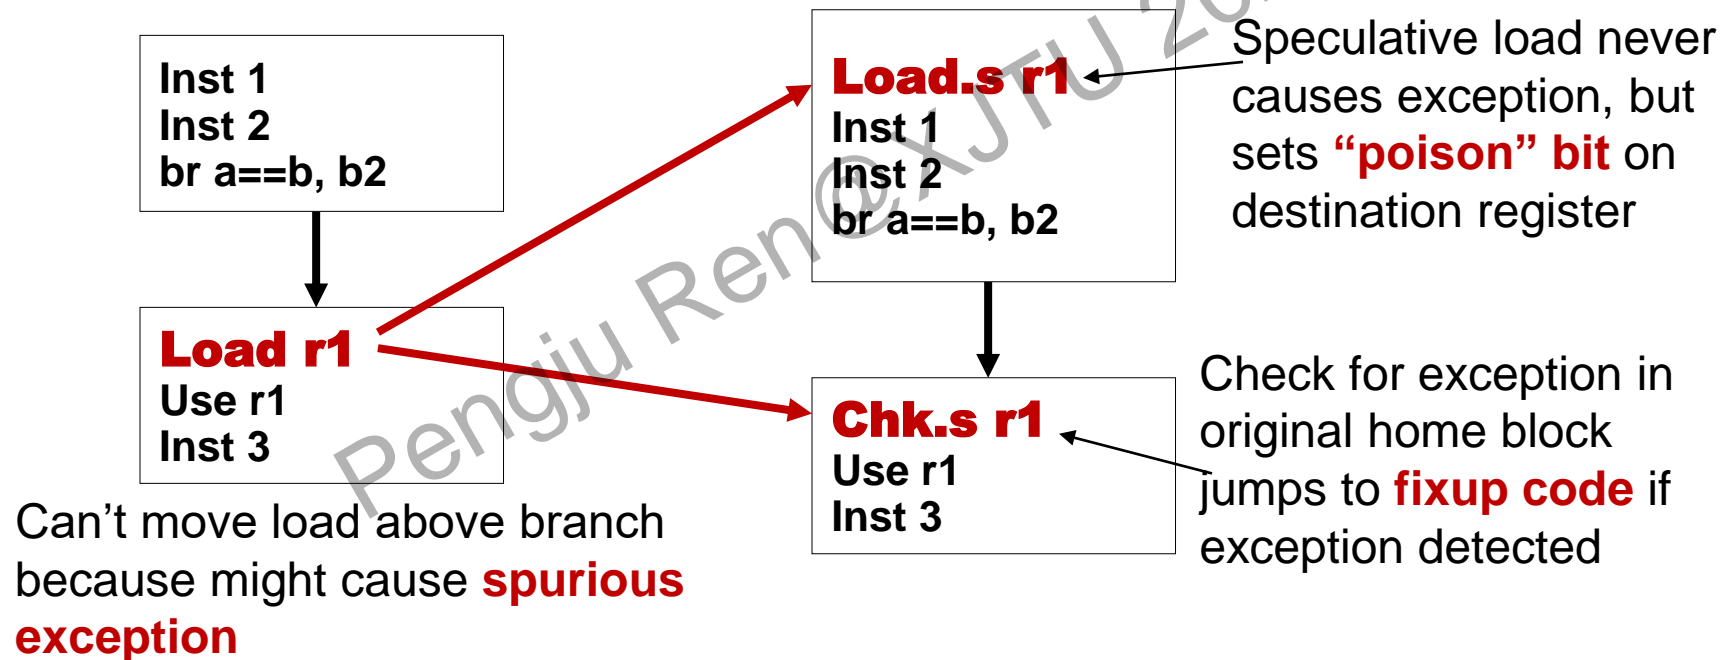 Inst 1
Inst 2
br a==b, b2
Load r1
Use r1
Inst 3
Can’t move load above branch
because might cause spurious
exception
Load.s r1
Inst 1
Inst 2
br a==b, b2
Speculative load never
causes exception, but
sets “poison” bit on
destination register
Chk.s r1
Use r1
Inst 3
Check for exception in
original home block
jumps to fixup code if
exception detected
Pengju Ren@XJTU